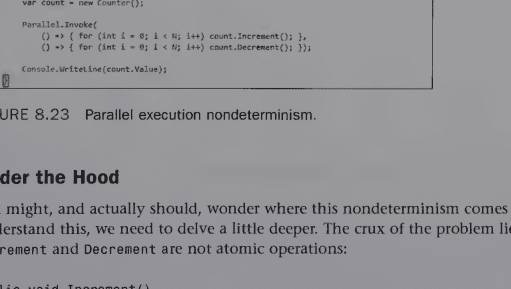 var count = new Counter();
Parallel.Invoke(
() => { for (int i = 0; i < N; i++) count.Increment(); },
() => { for (int i = 0; i < N; i++) count.Decrement(); });
Console.WriteLine(count.Value);
URE 8.23 Parallel execution nondeterminism.
der the Hood
might, and actually should, wonder where this nondeterminism comes
lerstand this, we need to delve a little deeper. The crux of the problem lie
rement and Decrement are not atomic operations:
lic void Increment()